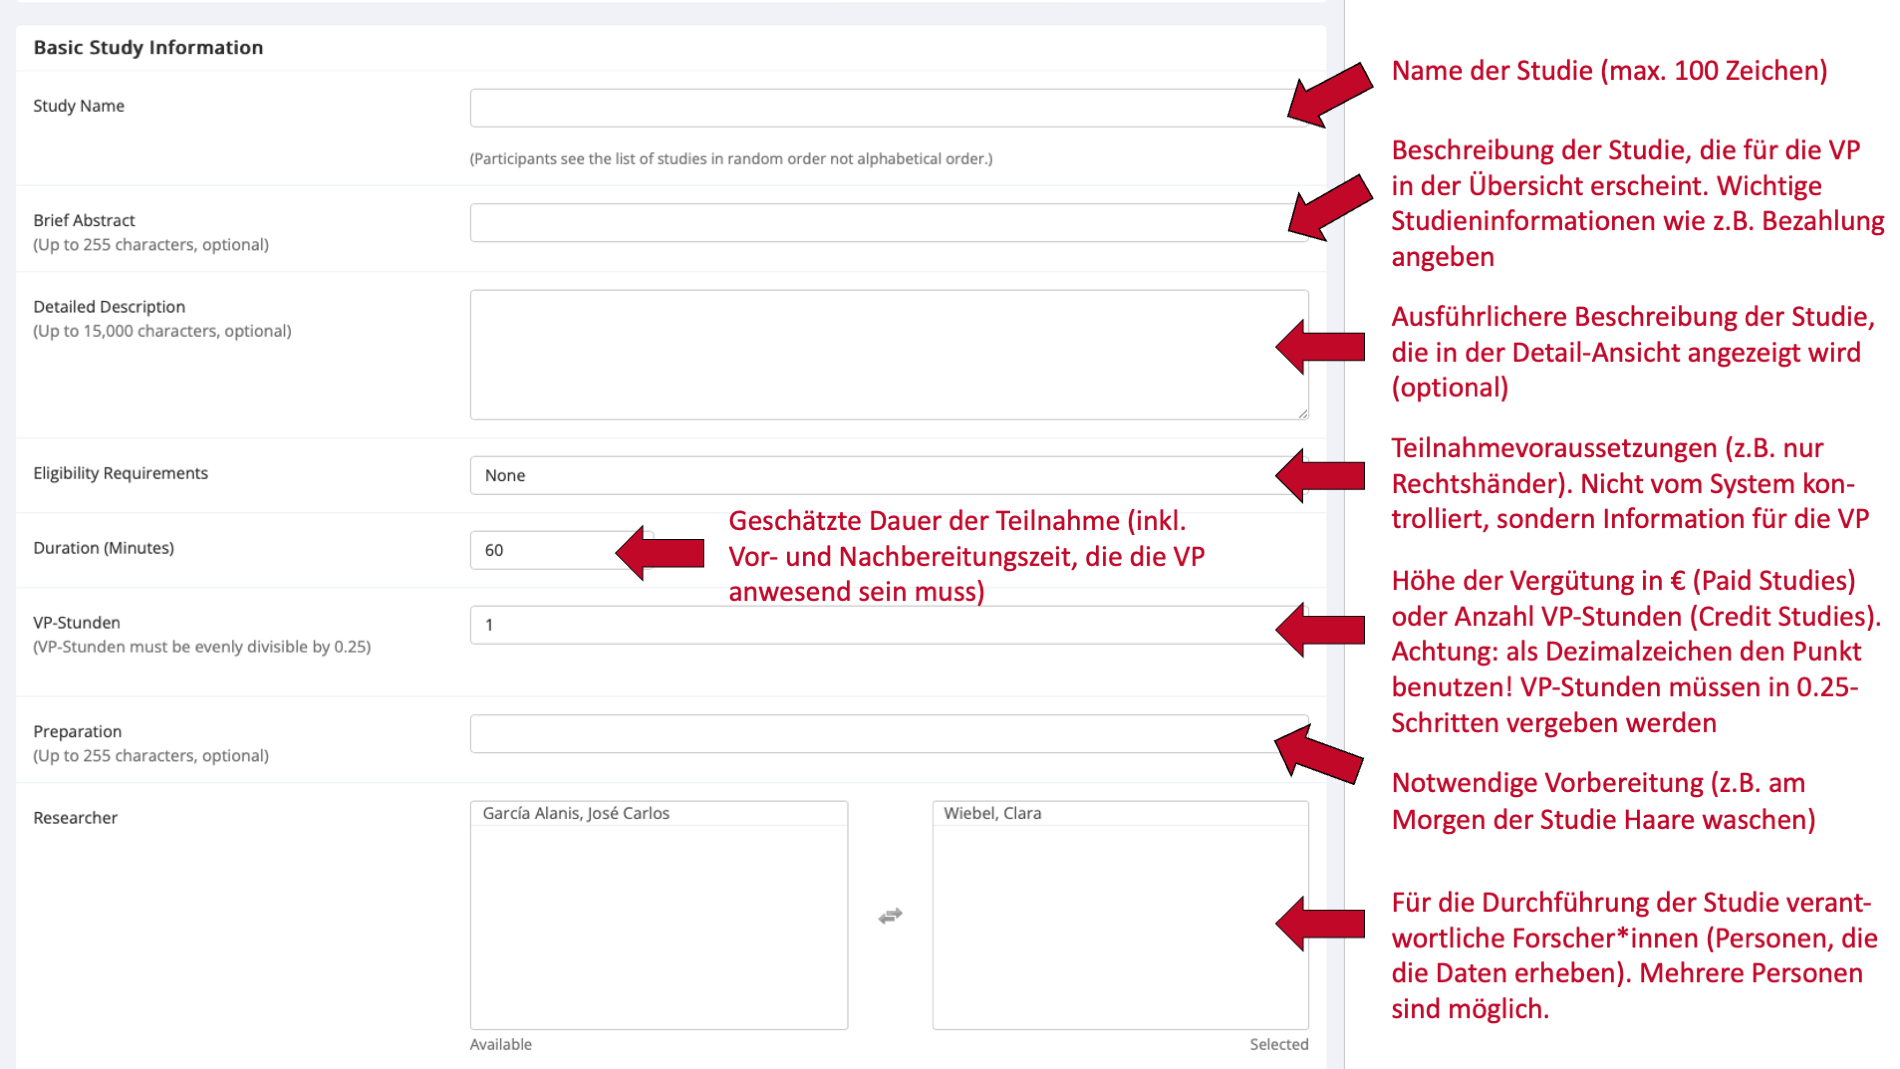 Basic Study Information
Study Name
(Participants see the list of studies in random order not alphabetical order.)
Name der Studie (max. 100 Zeichen)
Brief Abstract
(Up to 255 characters, optional)
Beschreibung der Studie, die für die VP
in der Übersicht erscheint. Wichtige
Studieninformationen wie z.B. Bezahlung
angeben
Detailed Description
(Up to 15,000 characters, optional)
Ausführlichere Beschreibung der Studie,
die in der Detail-Ansicht angezeigt wird
(optional)
Eligibility Requirements
None
Teilnahmevoraussetzungen (z.B. nur
Rechtshänder). Nicht vom System kon-
trolliert, sondern Information für die VP
Duration (Minutes)
60
Geschätzte Dauer der Teilnahme (inkl.
Vor- und Nachbereitungszeit, die die VP
anwesend sein muss)
VP-Stunden
(VP-Stunden must be evenly divisible by 0.25)
1
Höhe der Vergütung in € (Paid Studies)
oder Anzahl VP-Stunden (Credit Studies).
Achtung: als Dezimalzeichen den Punkt
benutzen! VP-Stunden müssen in 0.25-
Schritten vergeben werden
Preparation
(Up to 255 characters, optional)
Notwendige Vorbereitung (z.B. am
Morgen der Studie Haare waschen)
Researcher
García Alanis, José Carlos
Wiebel, Clara
Available
Selected
Für die Durchführung der Studie verant-
wortliche Forscher*innen (Personen, die
die Daten erheben). Mehrere Personen
sind möglich.